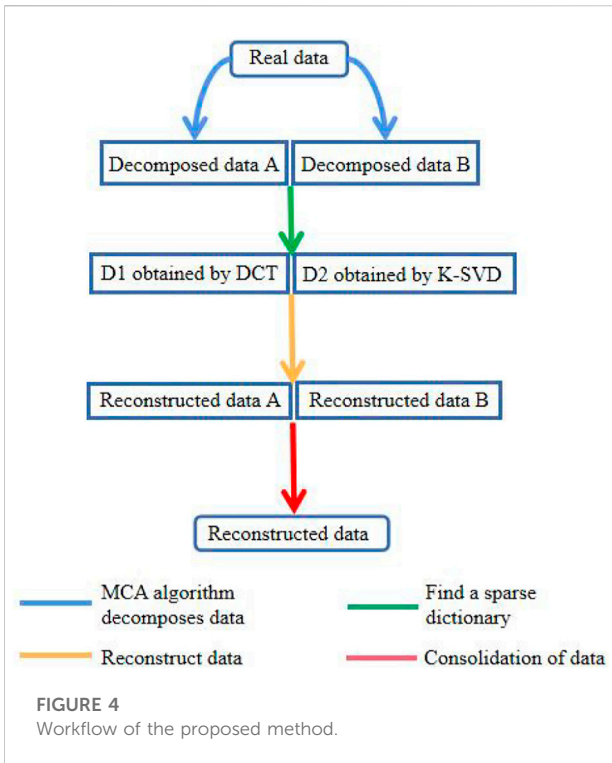 Real data
Decomposed data A
Decomposed data B
D1 obtained by DCT
D2 obtained by K-SVD
Reconstructed data A
Reconstructed data B
Reconstructed data
MCA algorithm
decomposes data
Find a sparse
dictionary
Reconstruct data
Consolidation of data
FIGURE 4
Workflow of the proposed method.